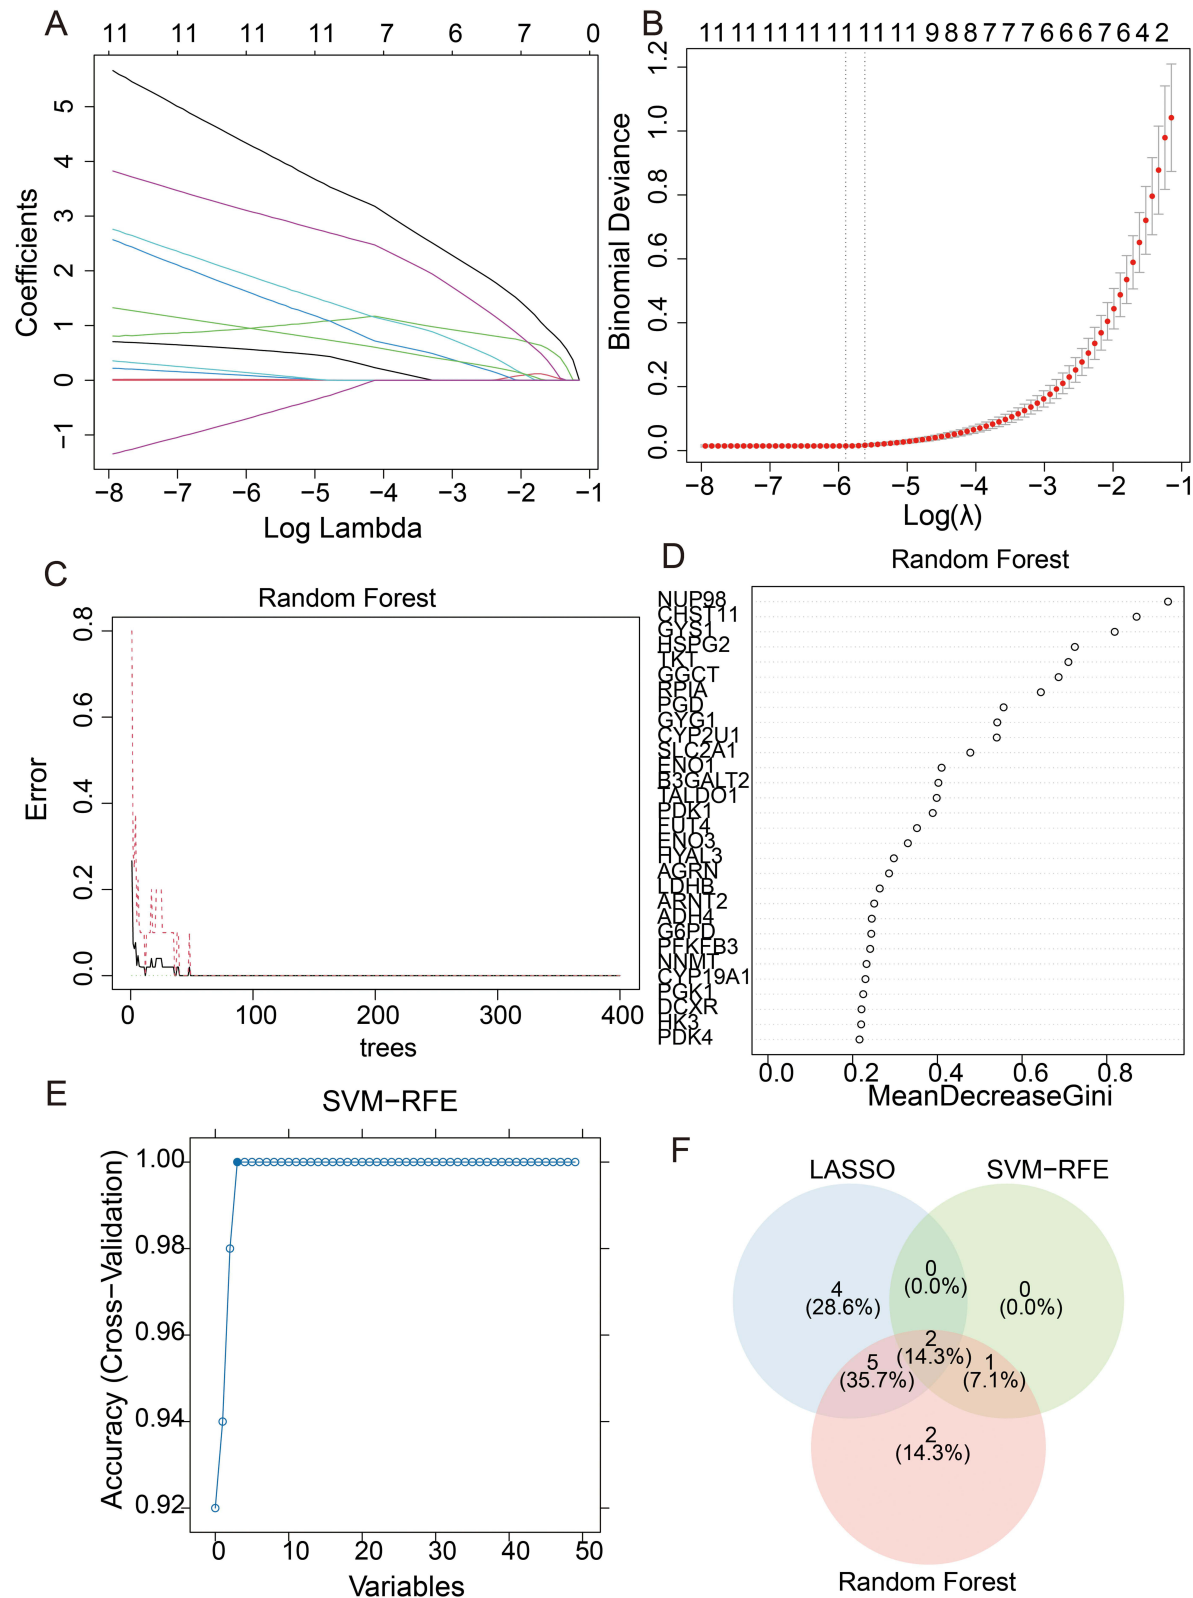 A
11 11 11 11 7 6 7 0
5
4
3
2
1
0
−1
Coefficients
−8 −7 −6 −5 −4 −3 −2 −1
Log Lambda
B
11 11 11 11 11 11 11 9 8 8 7 7 7 6 6 6 7 6 4 2
1.2
1.0
0.8
0.6
0.4
0.2
0.0
Binomial Deviance
−8 −7 −6 −5 −4 −3 −2 −1
Log(λ)
C
Random Forest
0.8
0.6
0.4
0.2
0.0
Error
0 100 200 300 400
trees
D
Random Forest
NUP98
CHST11
GYS1
HSPG2
TKT
GGCT
RPIA
PGD
GYG1
CYP2U1
SLC2A1
ENO1
B3GALT2
TALDO1
PDK1
FUT4
ENO3
HYAL3
AGRN
LDHB
ARNT2
ADH4
G6PD
PFKFB3
NNMT
CYP19A1
PGK1
DCXR
HK3
PDK4
0.0 0.2 0.4 0.6 0.8
MeanDecreaseGini
E
SVM−RFE
1.00
0.98
0.96
0.94
0.92
Accuracy (Cross−Validation)
0 10 20 30 40 50
Variables
F
LASSO SVM−RFE
0
(0.0%)
4
(28.6%)
0
(0.0%)
2
(14.3%)
5
(35.7%)
1
(7.1%)
2
(14.3%)
Random Forest